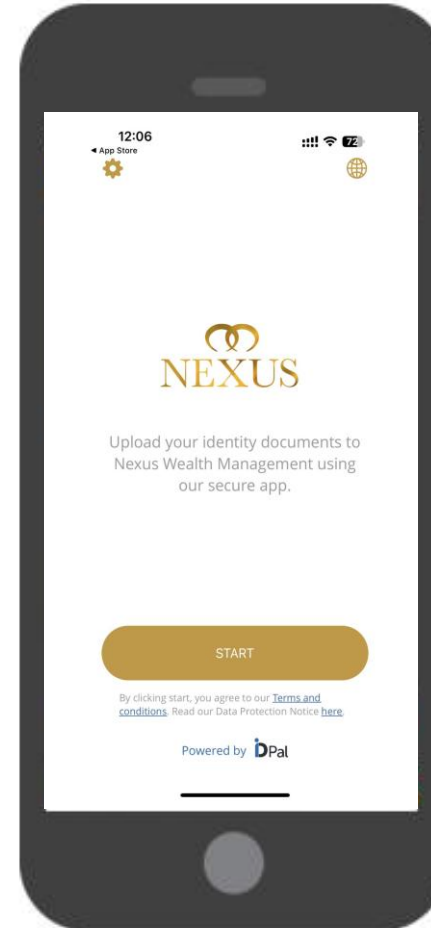 12:06
◀ App Store
72
NEXUS
Upload your identity documents to
Nexus Wealth Management using
our secure app.
START
By clicking start, you agree to our Terms and
conditions. Read our Data Protection Notice here.
Powered by IDPal